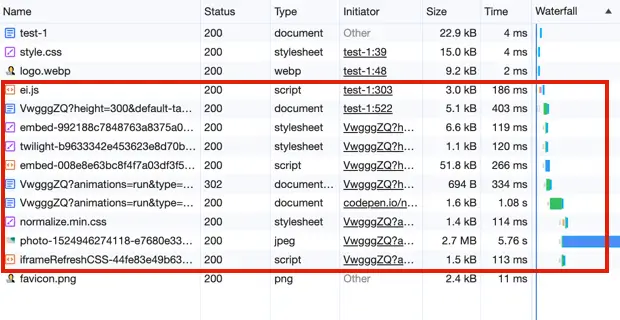 Name Status Type Initiator Size Time Waterfall
test-1 200 document Other 22.9 kB 4 ms
style.css 200 stylesheet test-1:39 15.0 kB 4 ms
logo.webp 200 webp test-1:48 9.2 kB 2 ms
ei.js 200 script test-1:303 3.0 kB 186 ms
VwgggZQ?height=300&default-ta... 200 document test-1:522 5.1 kB 403 ms
embed-992188c7848763a8375a0... 200 stylesheet VwgggZQ?h... 6.6 kB 119 ms
twilight-b9633342e453623e8d70b... 200 stylesheet VwgggZQ?h... 1.1 kB 120 ms
embed-008e8e63bc8f4f7a03df3f5... 200 script VwgggZQ?h... 51.8 kB 266 ms
VwgggZQ?animations=run&type=... 302 document... VwgggZQ?h... 694 B 334 ms
VwgggZQ?animations=run&type=... 200 document codepen.io/n... 1.6 kB 1.08 s
normalize.min.css 200 stylesheet VwgggZQ?a... 1.4 kB 114 ms
photo-1524946274118-e7680e33... 200 jpeg VwgggZQ?a... 2.7 MB 5.76 s
iframeRefreshCSS-44fe83e49b63... 200 script VwgggZQ?a... 1.5 kB 113 ms
favicon.png 200 png Other 2.4 kB 11 ms